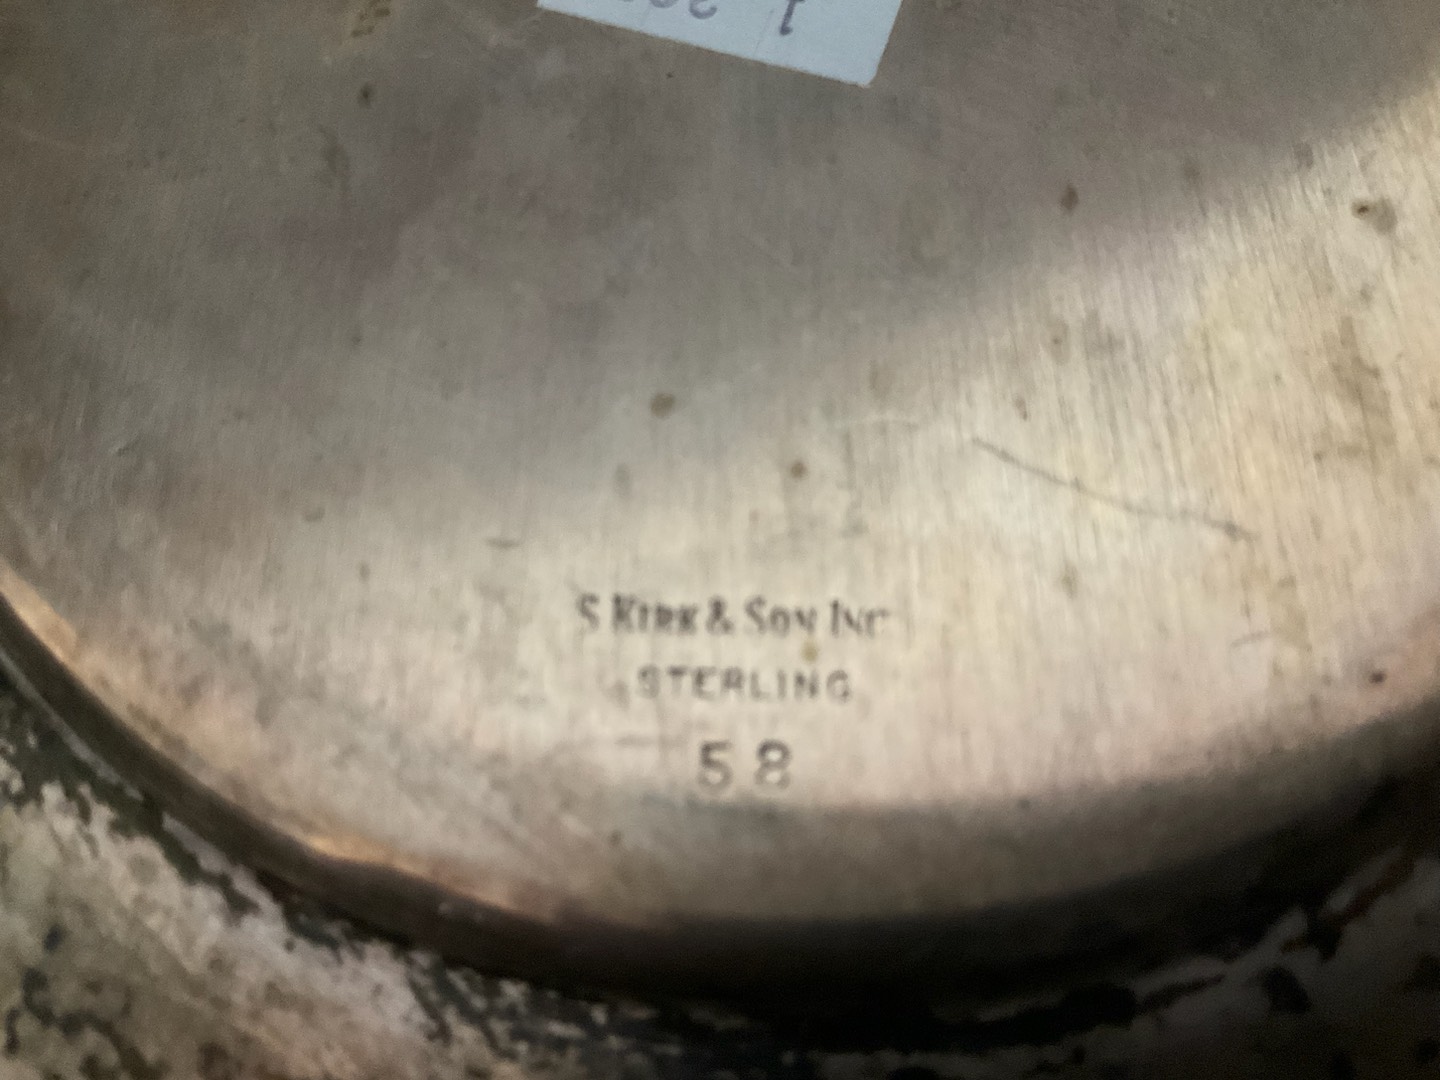 S Kirk & Son Inc
STERLING
58